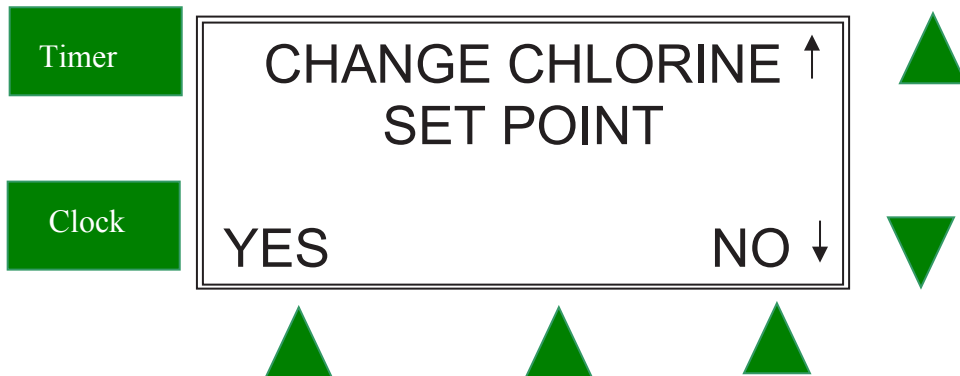 Timer
CHANGE CHLORINE ↑
SET POINT
Clock
YES NO ↓